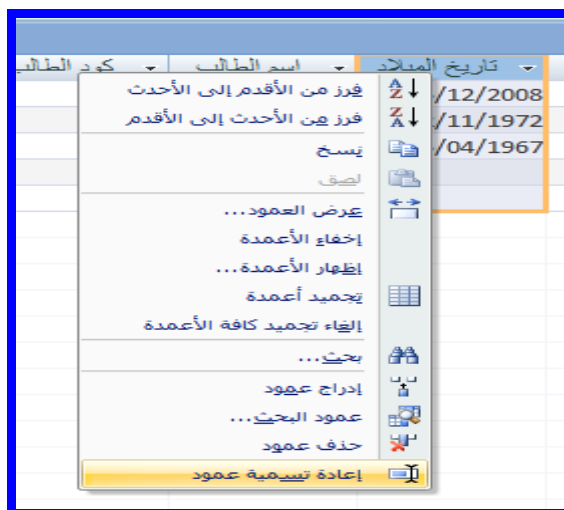 تاريخ الميلاد اسم الطالب كود الطالب
/12/2008
/11/1972
/04/1967
فرز من الأقدم إلى الأحدث
فرز من الأحدث إلى الأقدم
نسخ
لصق
عرض العمود...
إخفاء الأعمدة
إظهار الأعمدة...
تجميد أعمدة
إلغاء تجميد كافة الأعمدة
بحث...
إدراج عمود
عمود البحث...
حذف عمود
إعادة تسمية عمود